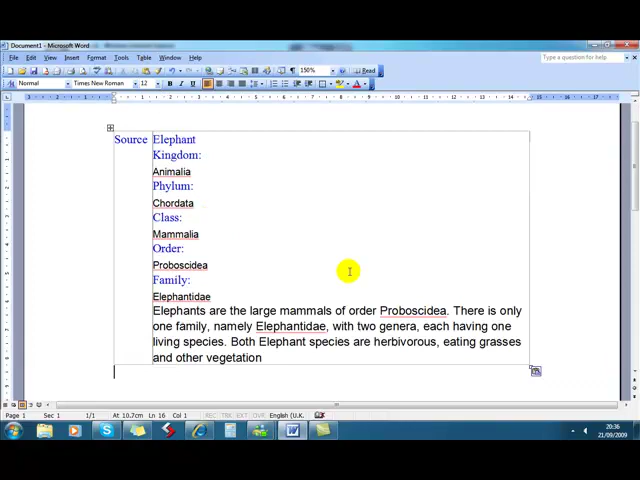 Document1 - Microsoft Word
File Edit View Insert Format Tools Table Window Help
Type a question for help
150% Read
Normal Times New Roman 12 B I U
Source Elephant
Kingdom:
Animalia
Phylum:
Chordata
Class:
Mammalia
Order:
Proboscidea
Family:
Elephantidae
Elephants are the large mammals of order Proboscidea. There is only
one family, namely Elephantidae, with two genera, each having one
living species. Both Elephant species are herbivorous, eating grasses
and other vegetation
Page 1 Sec 1 1/1 At 10.7cm Ln 16 Col 1 REC TRK EXT OVR English (U.K.
20:36
21/09/2009